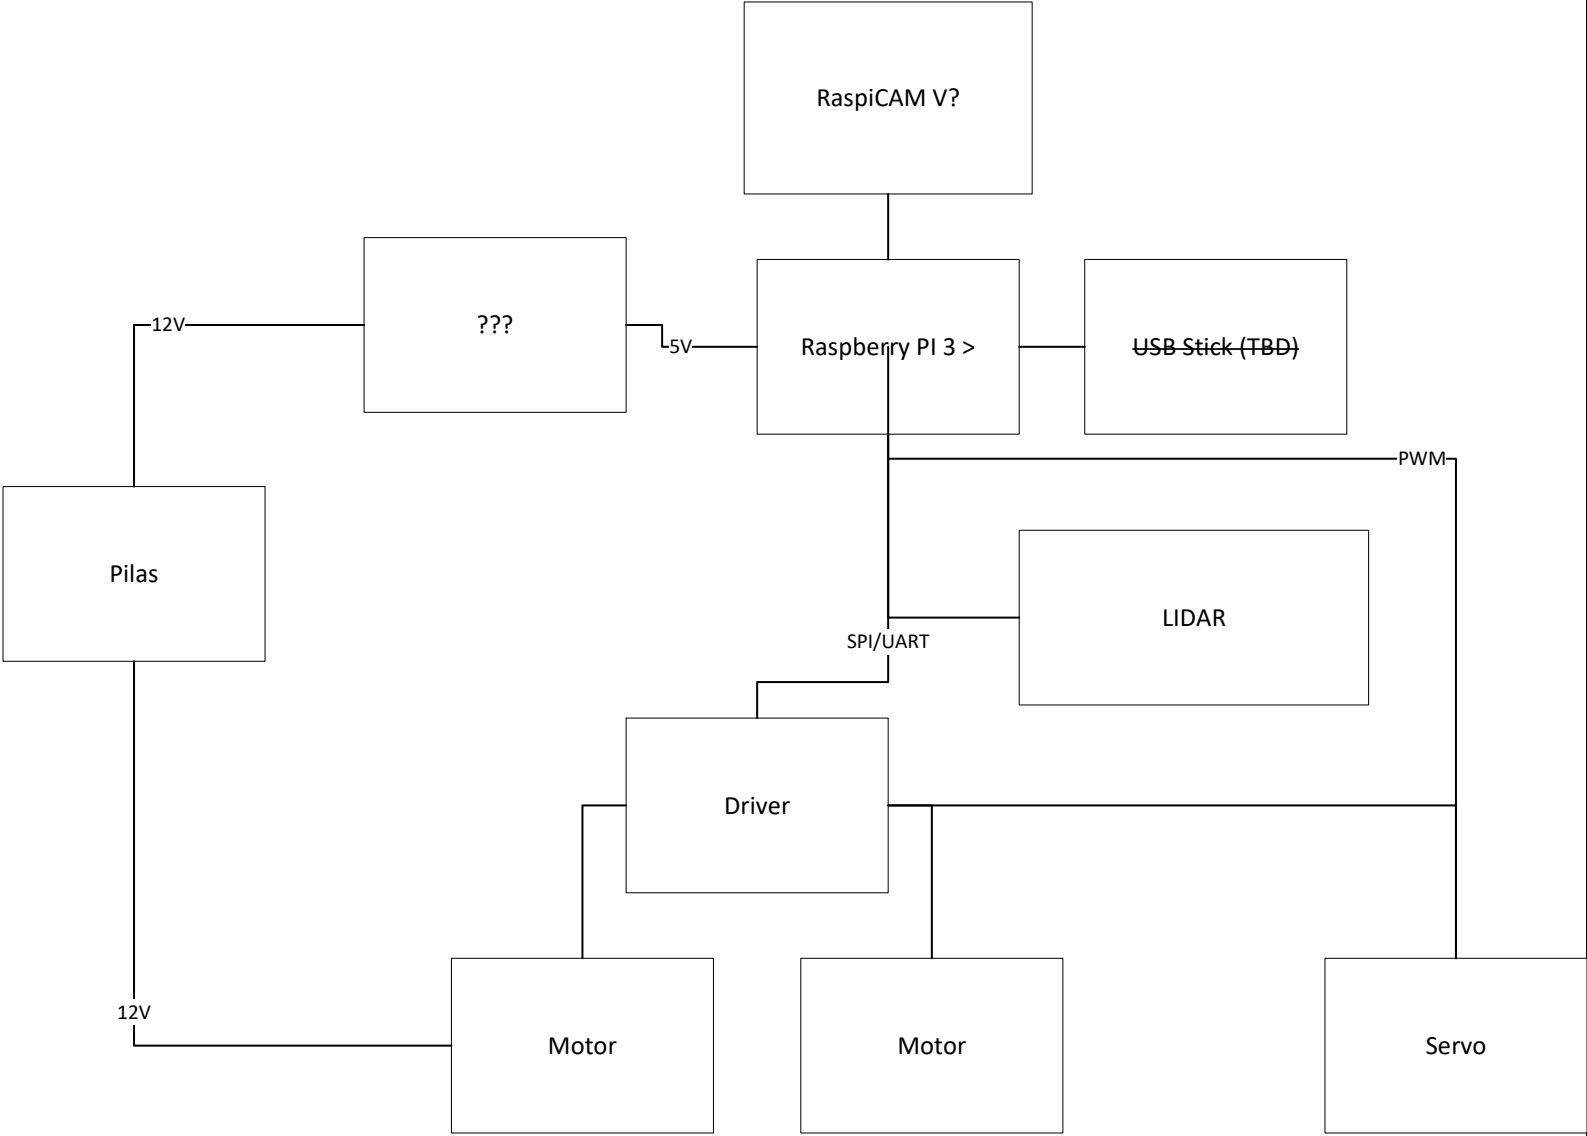 RaspiCAM V?
???
12V
5V
Raspberry PI 3 >
USB Stick (TBD)
PWM
Pilas
LIDAR
SPI/UART
Driver
12V
Motor
Motor
Servo